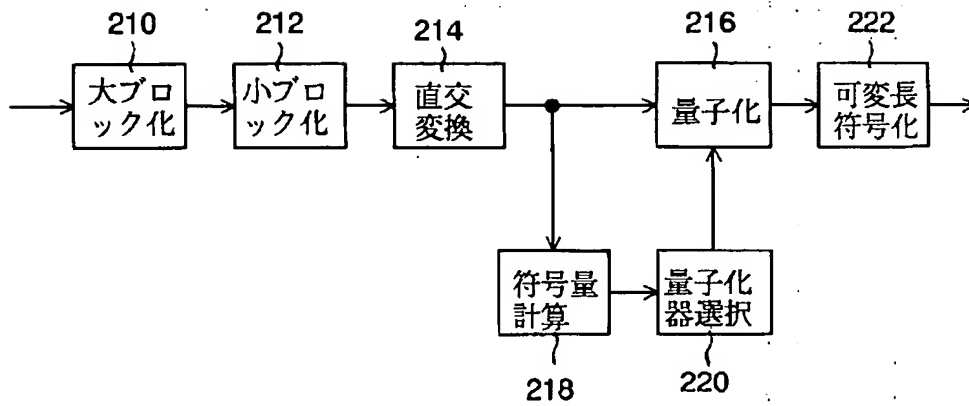 210
212
214
216
222
大ブロ
ック化
小ブロ
ック化
直交
変換
量子化
可変長
符号化
符号量
計算
量子化
器選択
218
220